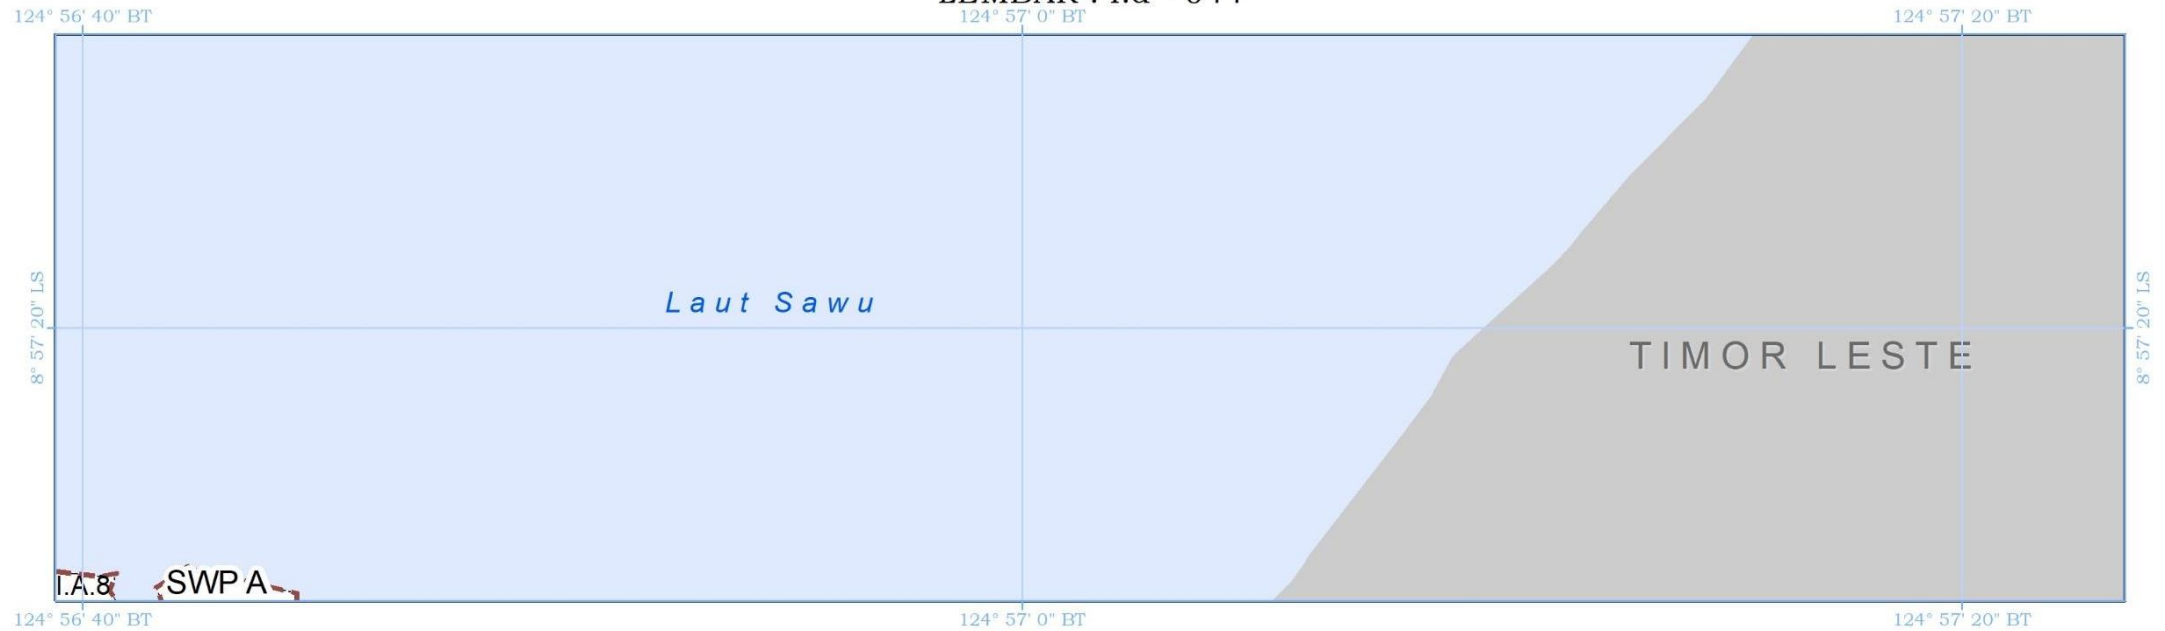 124° 56' 40" BT
124° 57' 0" BT
124° 57' 20" BT
8° 57' 20" LS
Laut Sawu
8° 57' 20" LS
TIMOR LESTE
I.A.8
SWP A
124° 56' 40" BT
124° 57' 0" BT
124° 57' 20" BT